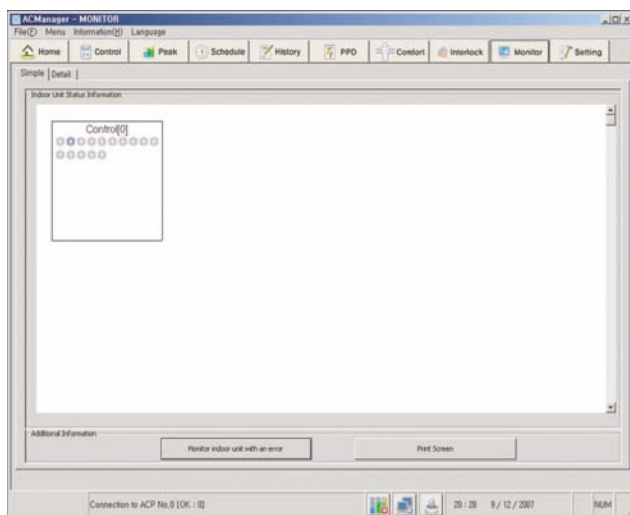 ACManager - MONITOR
File(F) Menu Information(H) Language
Home Control Peak Schedule History PPD Comfort Interlock Monitor Setting
Simple Detail
Indoor Unit Status Information
Control[0]
Additional Information
Monitor indoor unit with an error Print Screen
Connection to ACP No.0 [OK : 0] 20 : 29 9 / 12 / 2007 NUM